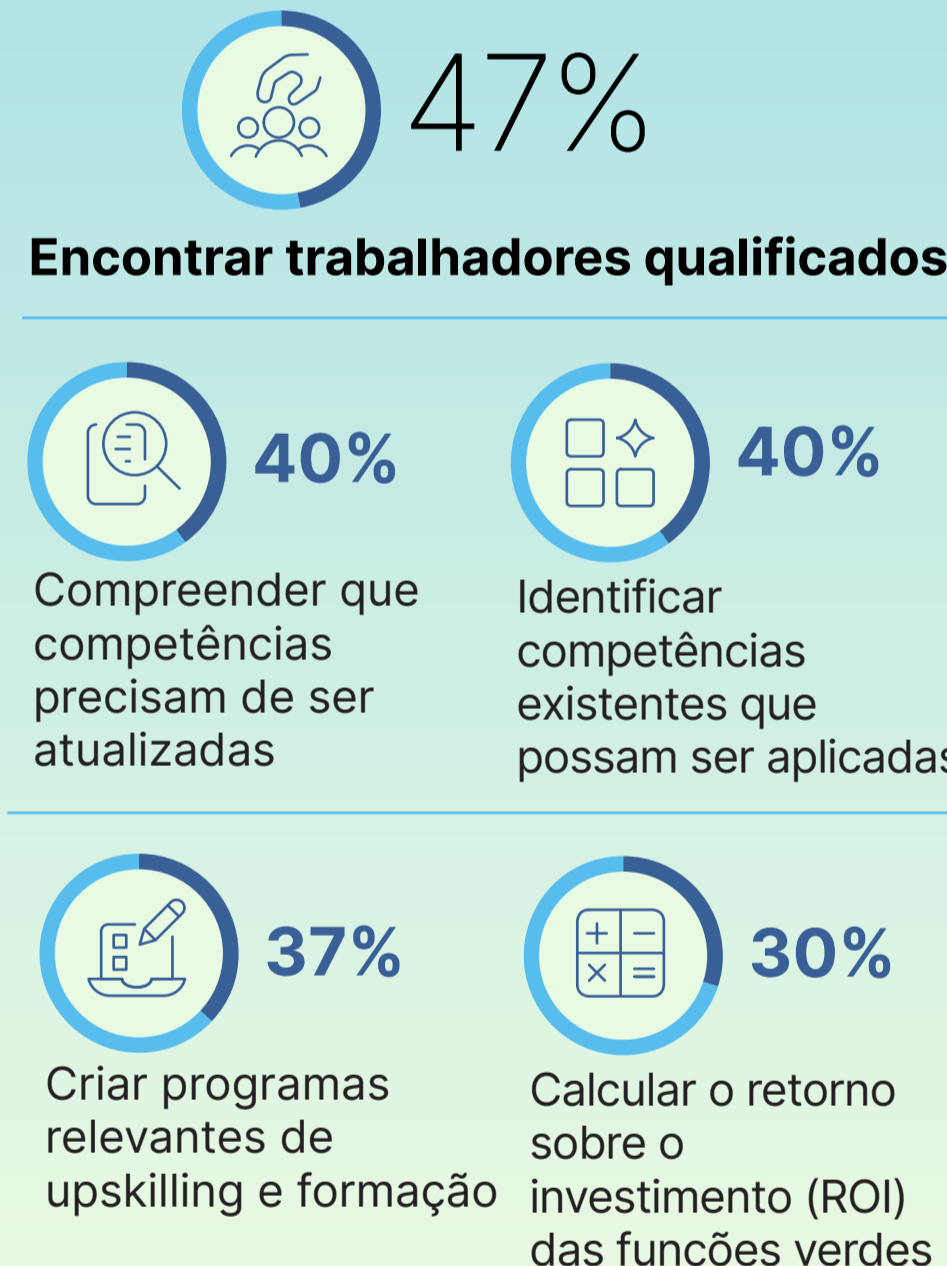 47%
Encontrar trabalhadores qualificados
40%
Compreender que
competências
precisam de ser
atualizadas
40%
Identificar
competências
existentes que
possam ser aplicadas
37%
Criar programas
relevantes de
upskilling e formação
30%
Calcular o retorno
sobre o
investimento (ROI)
das funções verdes